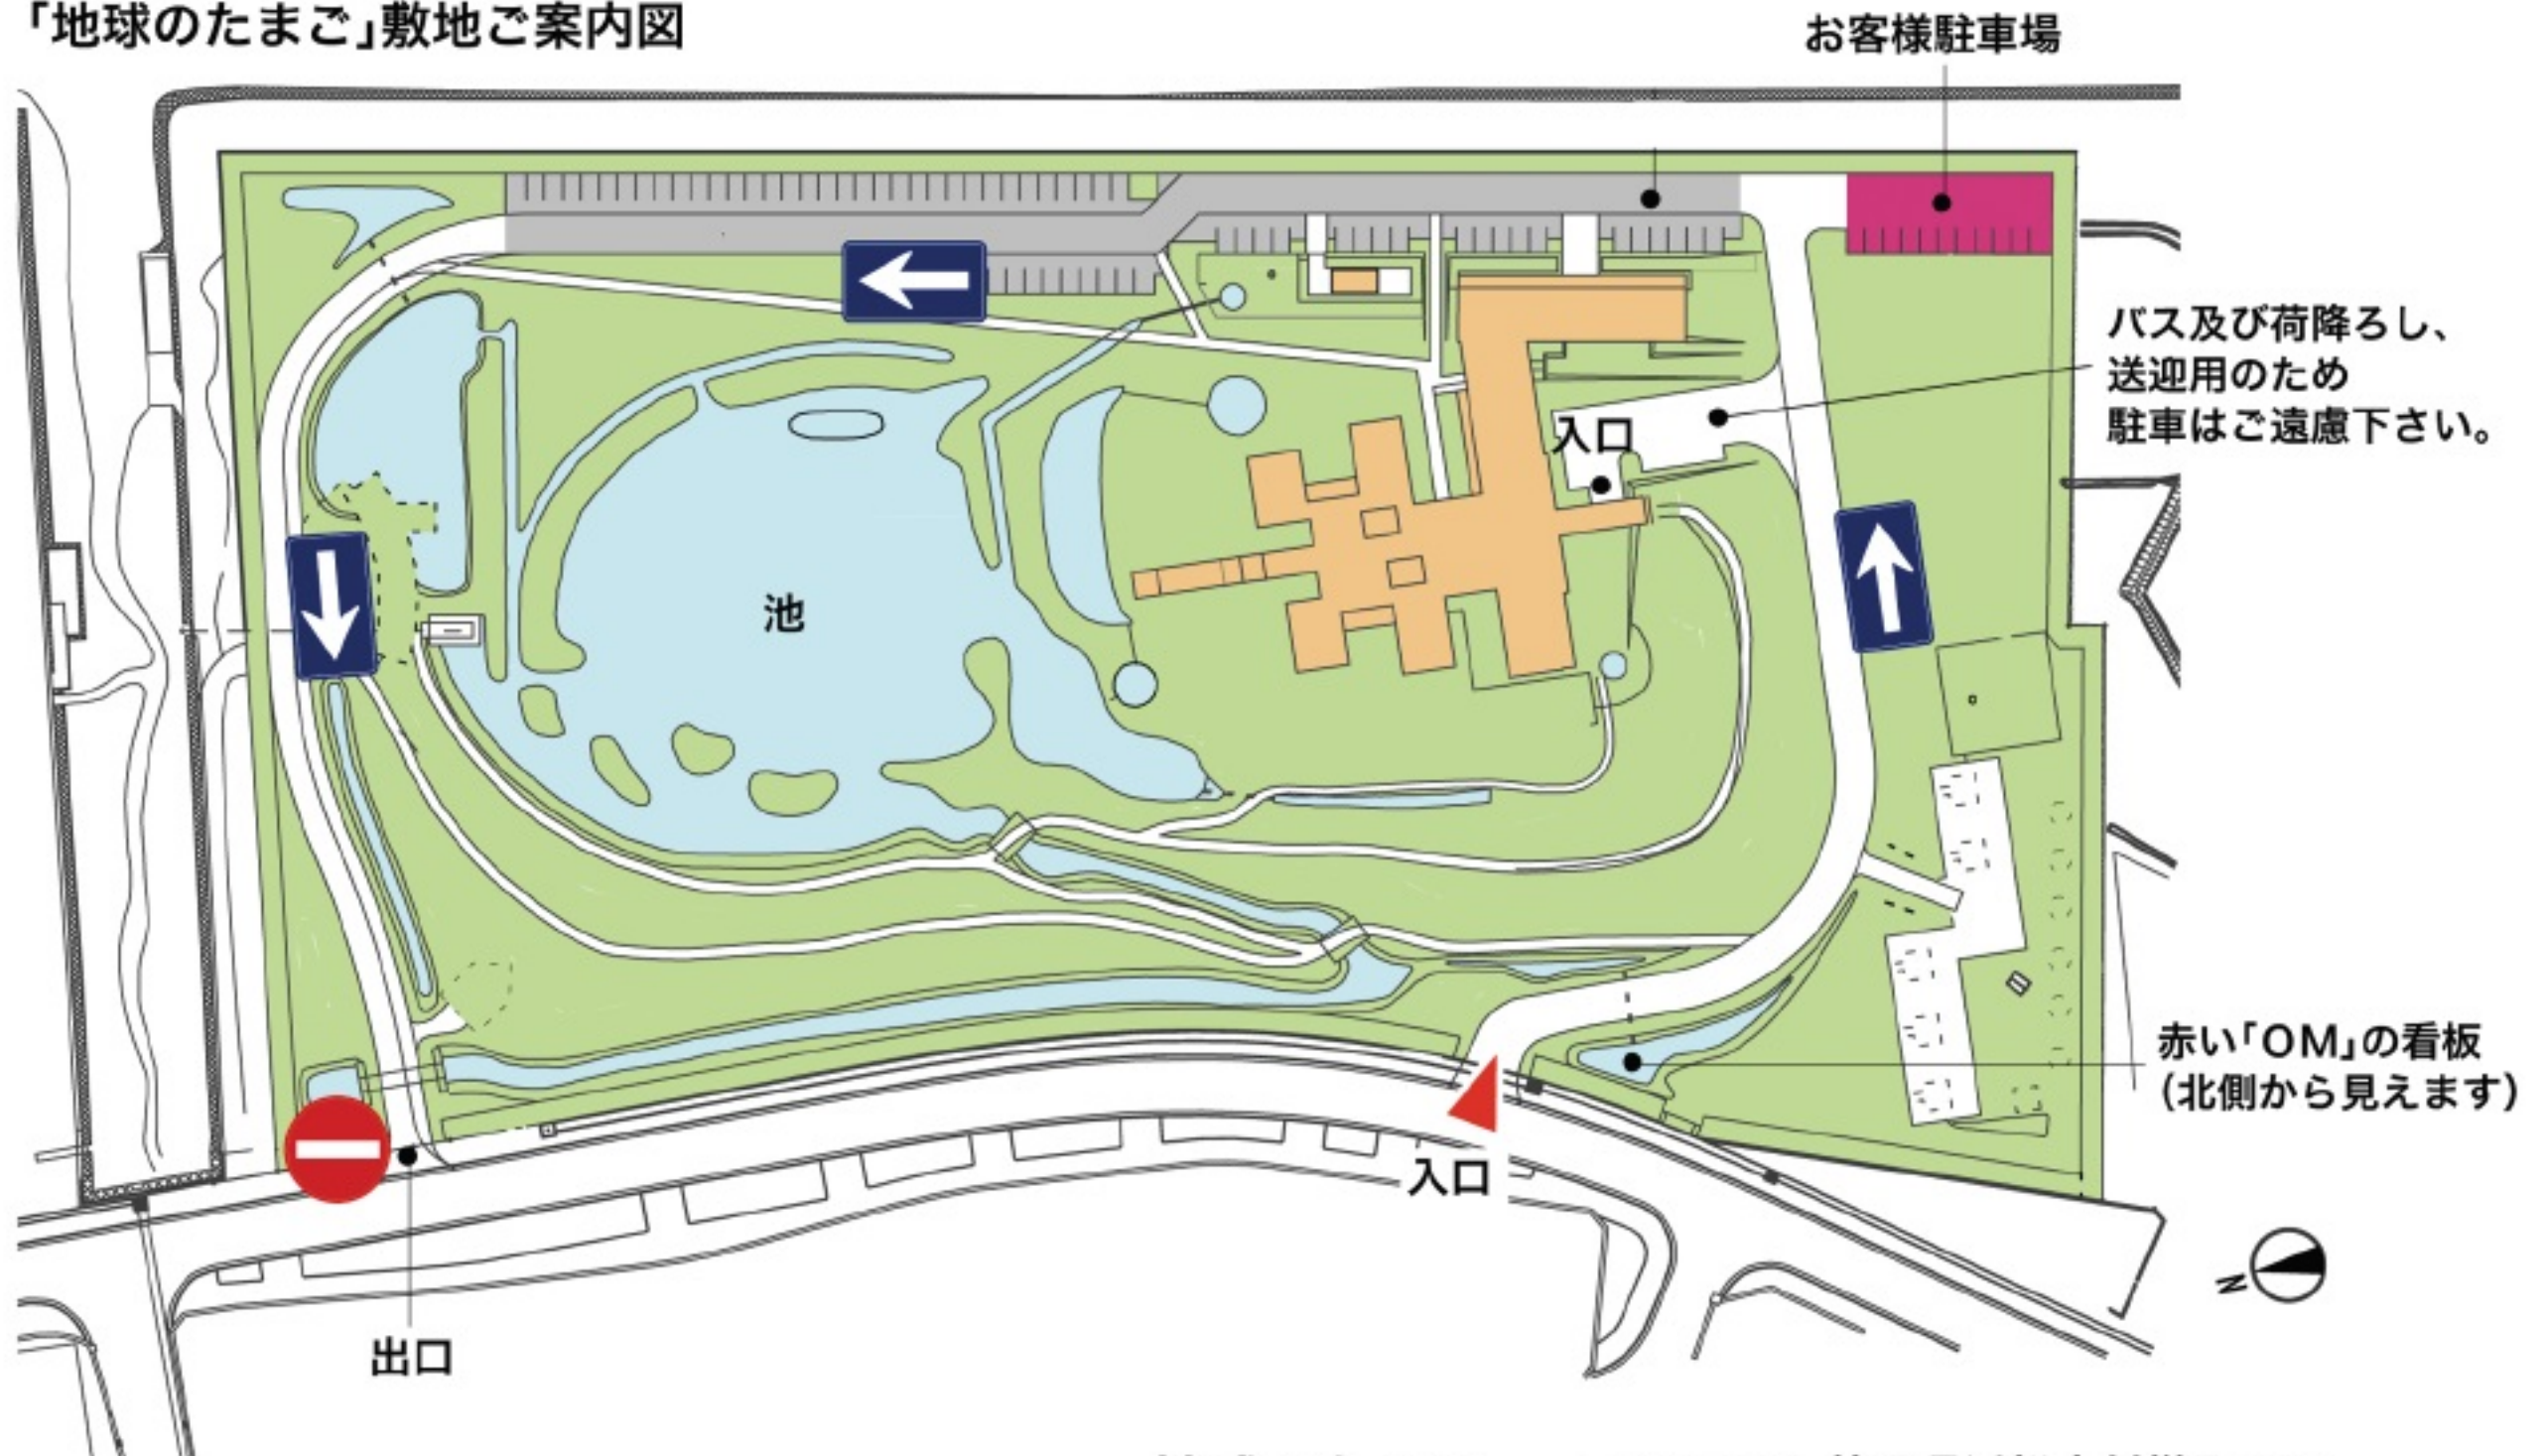 「地球のたまご」敷地ご案内図
お客様駐車場
バス及び荷降ろし、
送迎用のため
駐車はご遠慮下さい。
入口
池
赤い「OM」の看板
(北側から見えます)
入口
N
出口